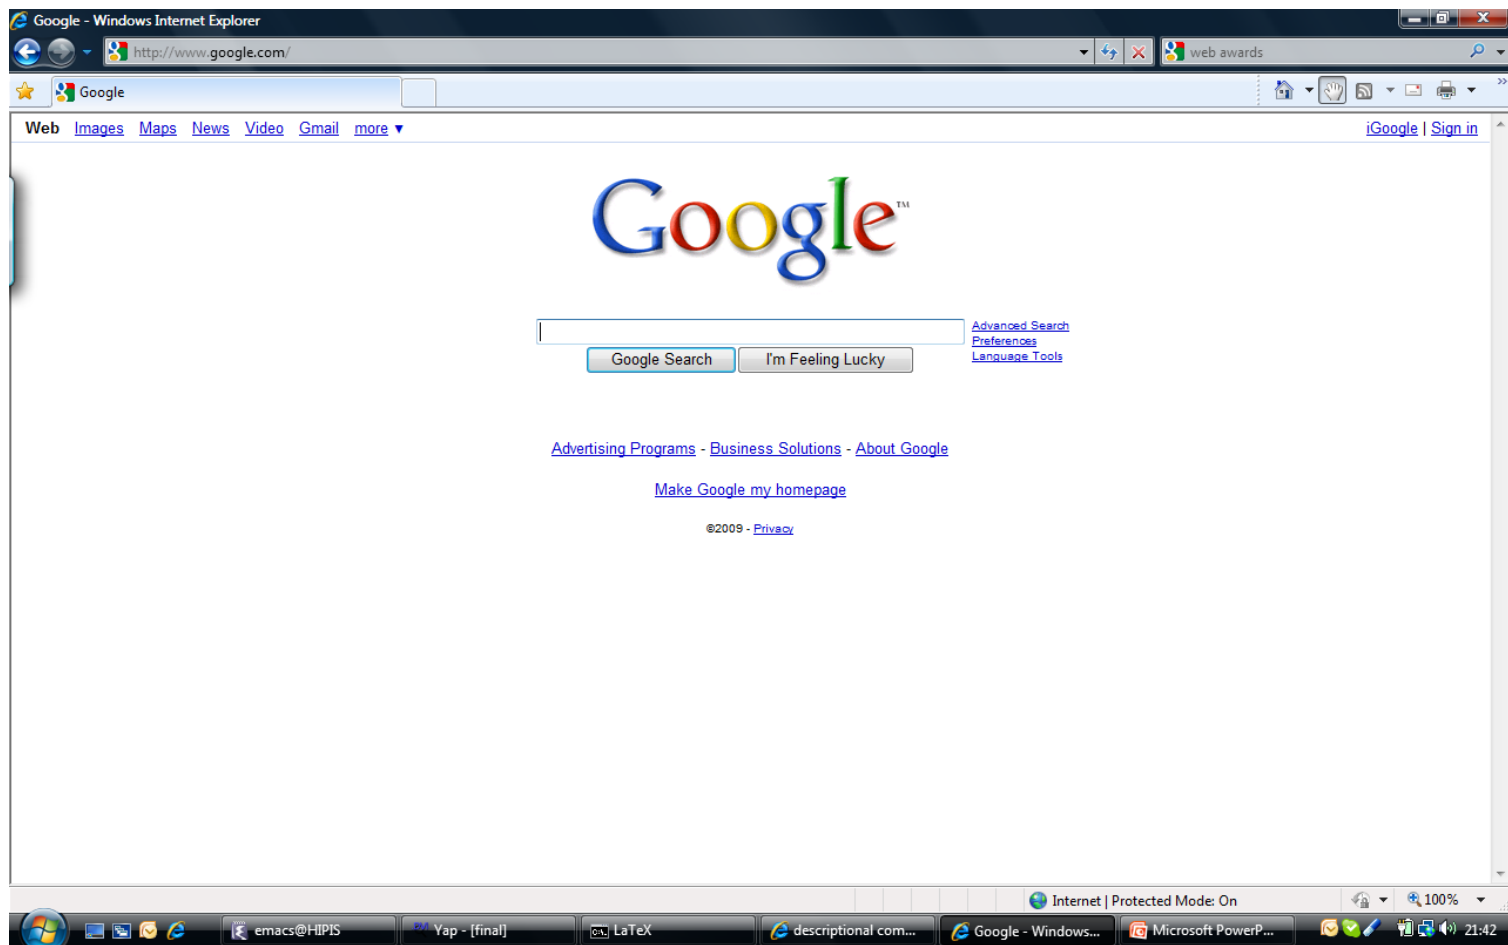 Google - Windows Internet Explorer
http://www.google.com/
web awards
Google
Web Images Maps News Video Gmail more ▼
iGoogle | Sign in
Google™
Advanced Search
Preferences
Language Tools
Google Search I'm Feeling Lucky
Advertising Programs - Business Solutions - About Google
Make Google my homepage
©2009 - Privacy
Internet | Protected Mode: On
100%
emacs@HIPIS
Yap - [final]
LaTeX
descriptional com...
Google - Windows...
Microsoft PowerP...
21:42